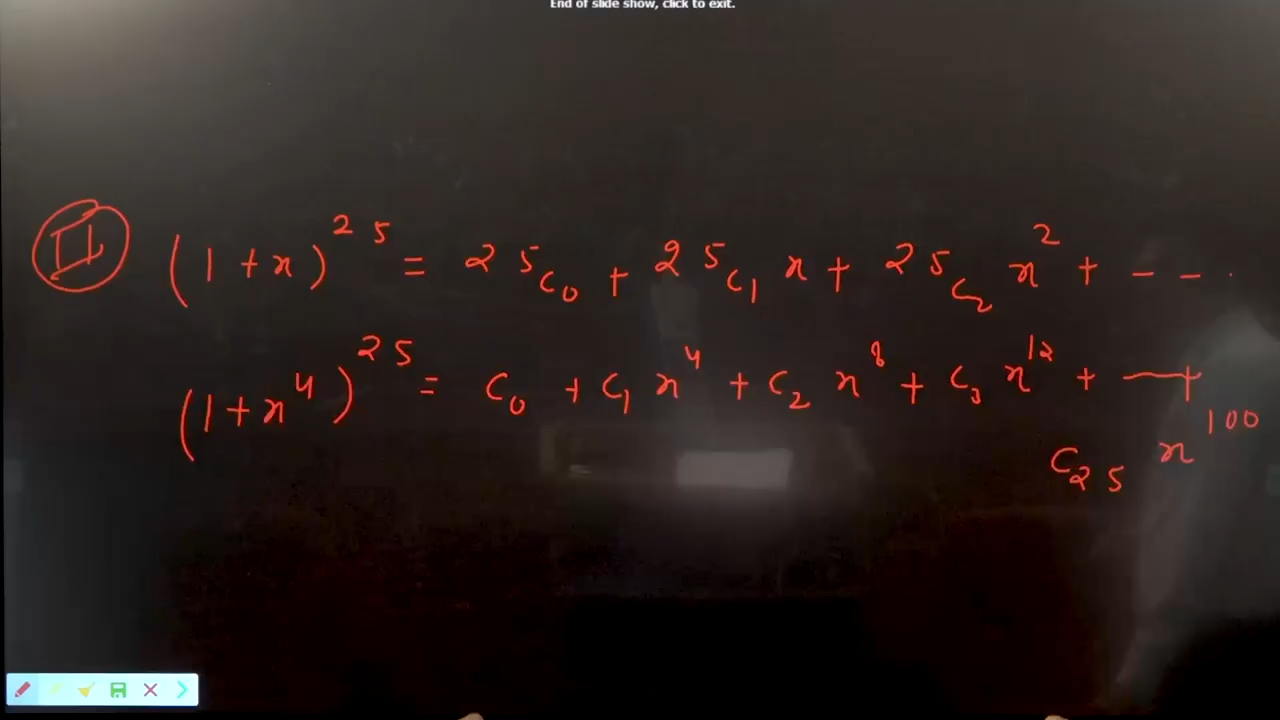 End of slide show, click to exit.
II (1+x)^25 = 25c₀ + 25c₁ x + 25c₂ x^2 + - - .
(1+x^4)^25 = c₀ + c₁ x^4 + c₂ x^8 + c₃ x^12 + — +
c₂₅ x^100